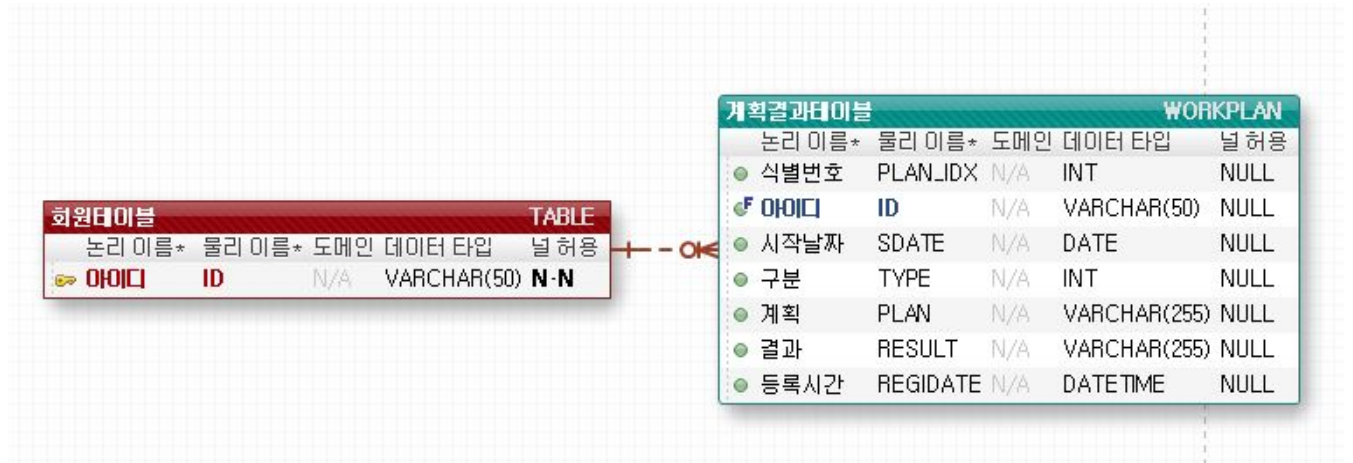 회원테이블 TABLE
논리 이름* 물리 이름* 도메인 데이터 타입 널 허용
아이디 ID N/A VARCHAR(50) N-N
계획결과테이블 WORKPLAN
논리 이름* 물리 이름* 도메인 데이터 타입 널 허용
식별번호 PLAN_IDX N/A INT NULL
F 아이디 ID N/A VARCHAR(50) NULL
시작날짜 SDATE N/A DATE NULL
구분 TYPE N/A INT NULL
계획 PLAN N/A VARCHAR(255) NULL
결과 RESULT N/A VARCHAR(255) NULL
등록시간 REGIDATE N/A DATETIME NULL